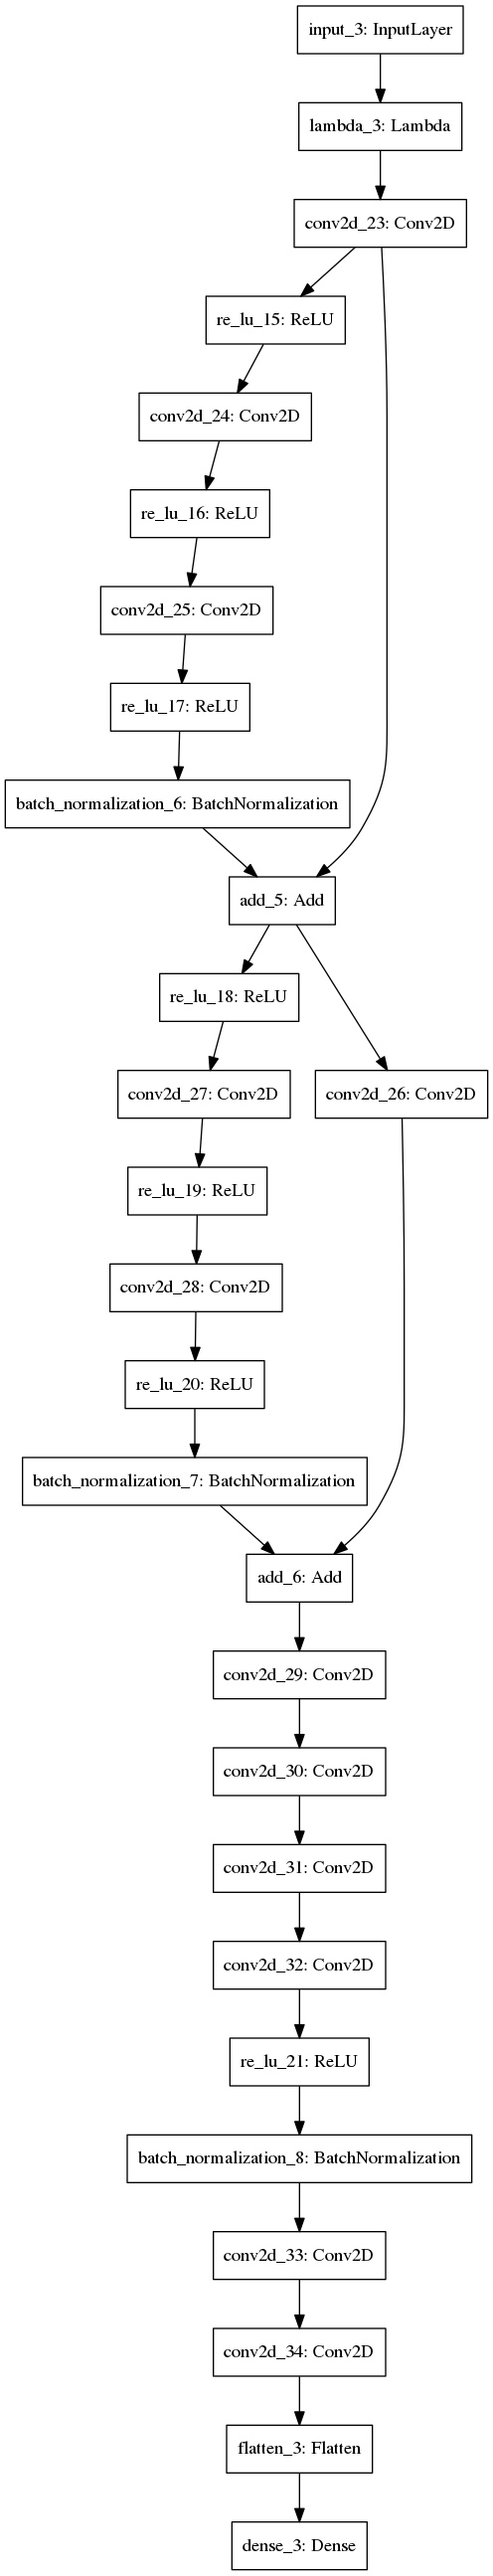 input_3: InputLayer
lambda_3: Lambda
conv2d_23: Conv2D
re_lu_15: ReLU
conv2d_24: Conv2D
re_lu_16: ReLU
conv2d_25: Conv2D
re_lu_17: ReLU
batch_normalization_6: BatchNormalization
add_5: Add
re_lu_18: ReLU
conv2d_27: Conv2D
conv2d_26: Conv2D
re_lu_19: ReLU
conv2d_28: Conv2D
re_lu_20: ReLU
batch_normalization_7: BatchNormalization
add_6: Add
conv2d_29: Conv2D
conv2d_30: Conv2D
conv2d_31: Conv2D
conv2d_32: Conv2D
re_lu_21: ReLU
batch_normalization_8: BatchNormalization
conv2d_33: Conv2D
conv2d_34: Conv2D
flatten_3: Flatten
dense_3: Dense